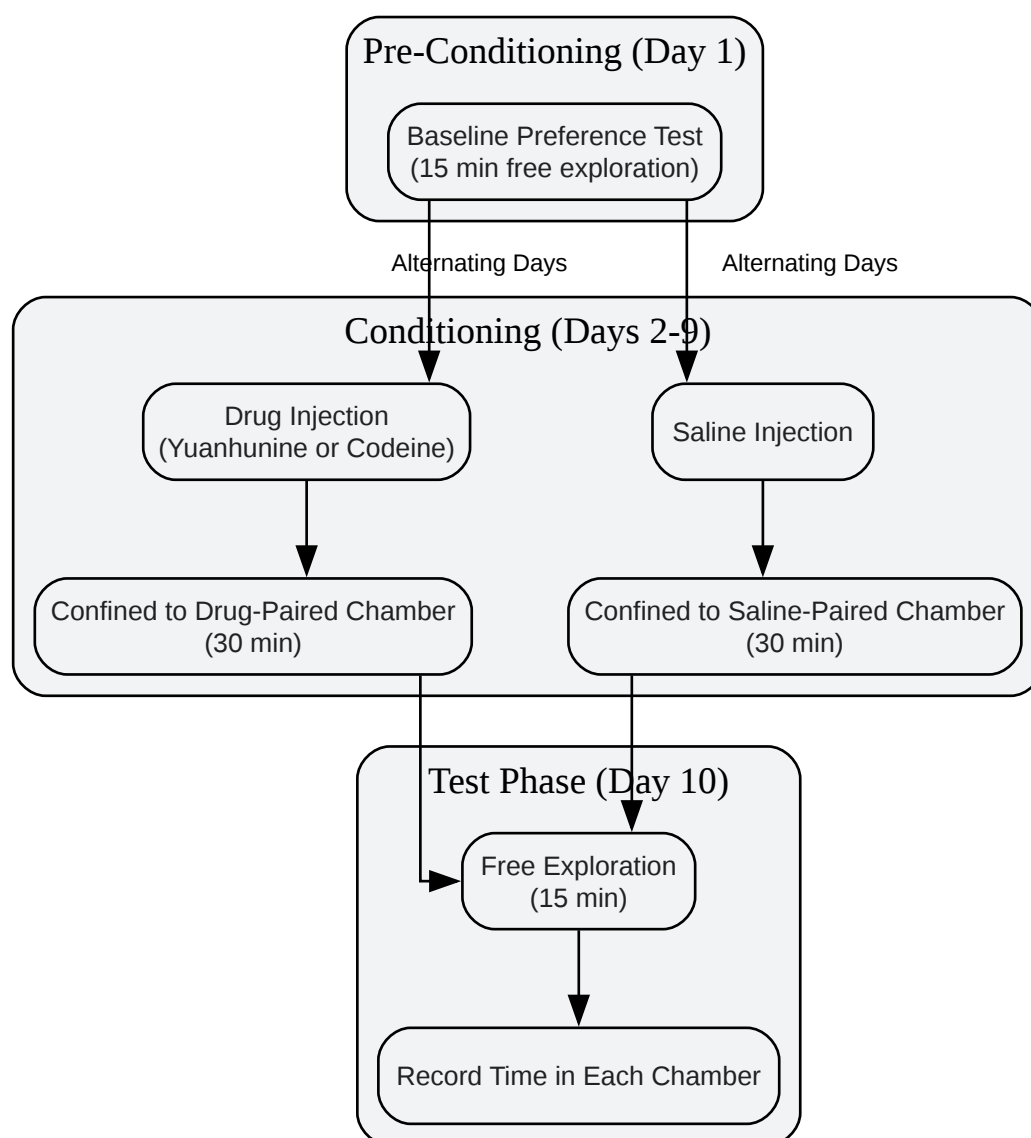 Pre-Conditioning (Day 1)
Baseline Preference Test
(15 min free exploration)
Alternating Days
Alternating Days
Conditioning (Days 2-9)
Drug Injection
(Yuanhunine or Codeine)
Saline Injection
Confined to Drug-Paired Chamber
(30 min)
Confined to Saline-Paired Chamber
(30 min)
Test Phase (Day 10)
Free Exploration
(15 min)
Record Time in Each Chamber